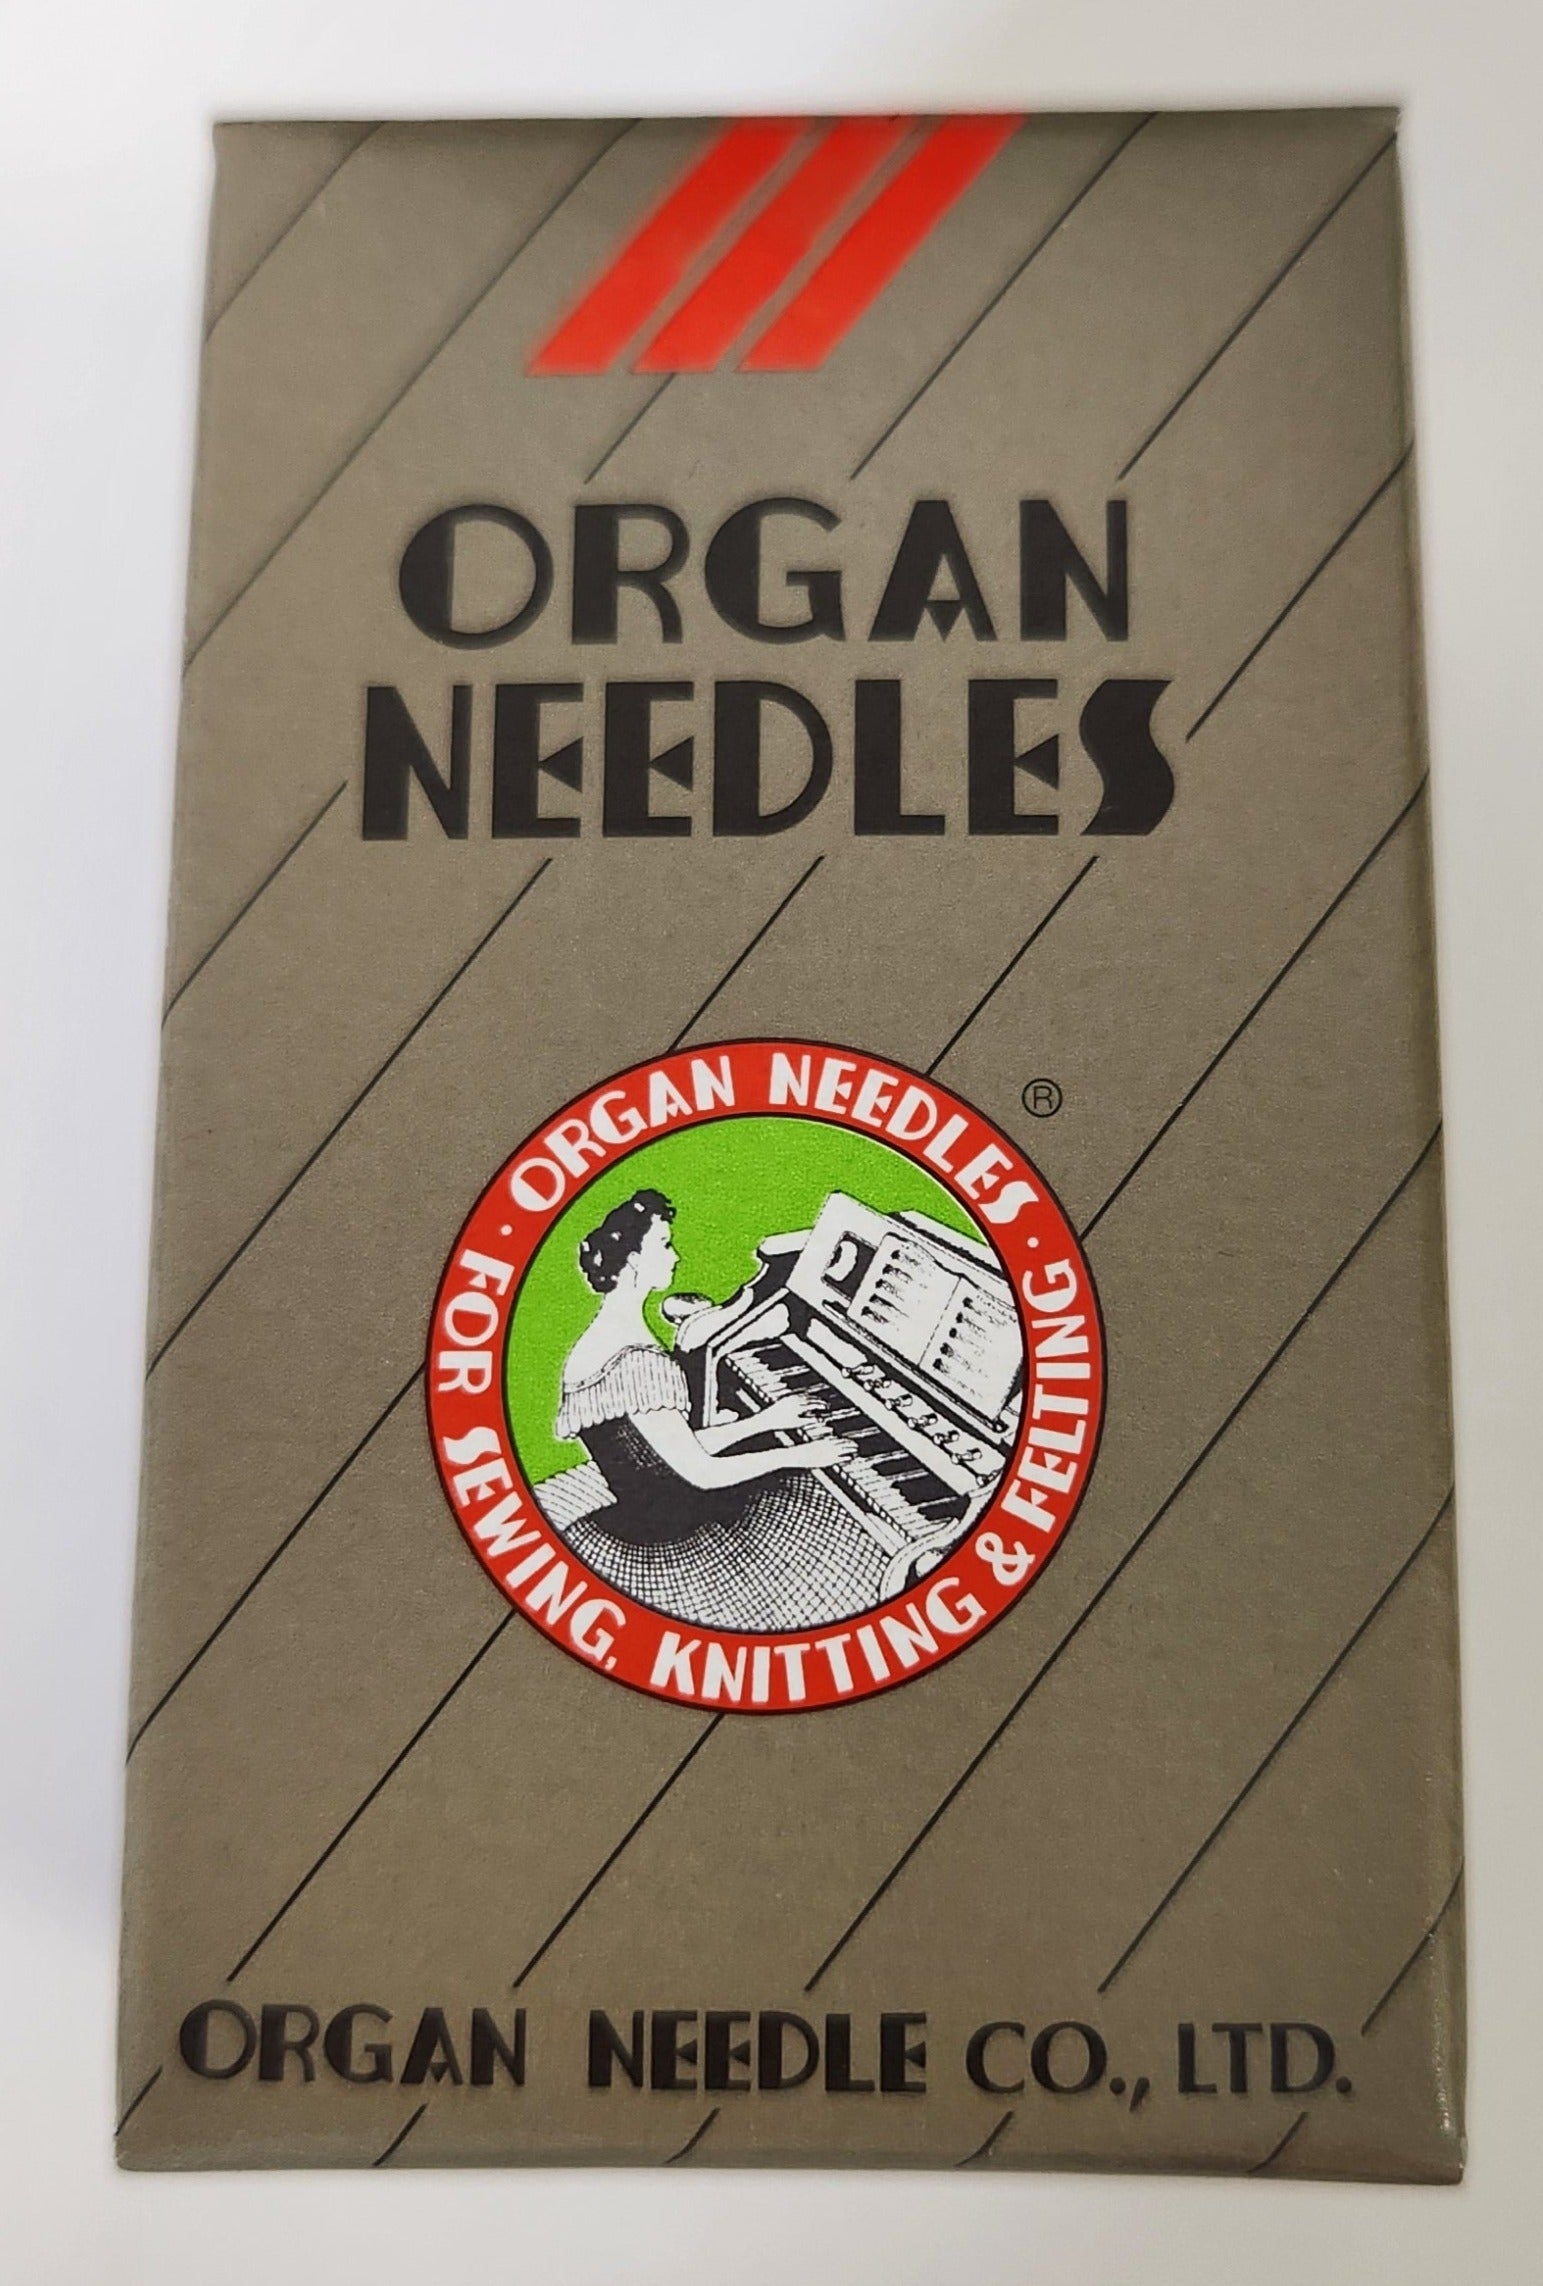 ORGAN
NEEDLES
®
· ORGAN NEEDLES ·
FOR SEWING, KNITTING & FELTING
ORGAN NEEDLE CO., LTD.